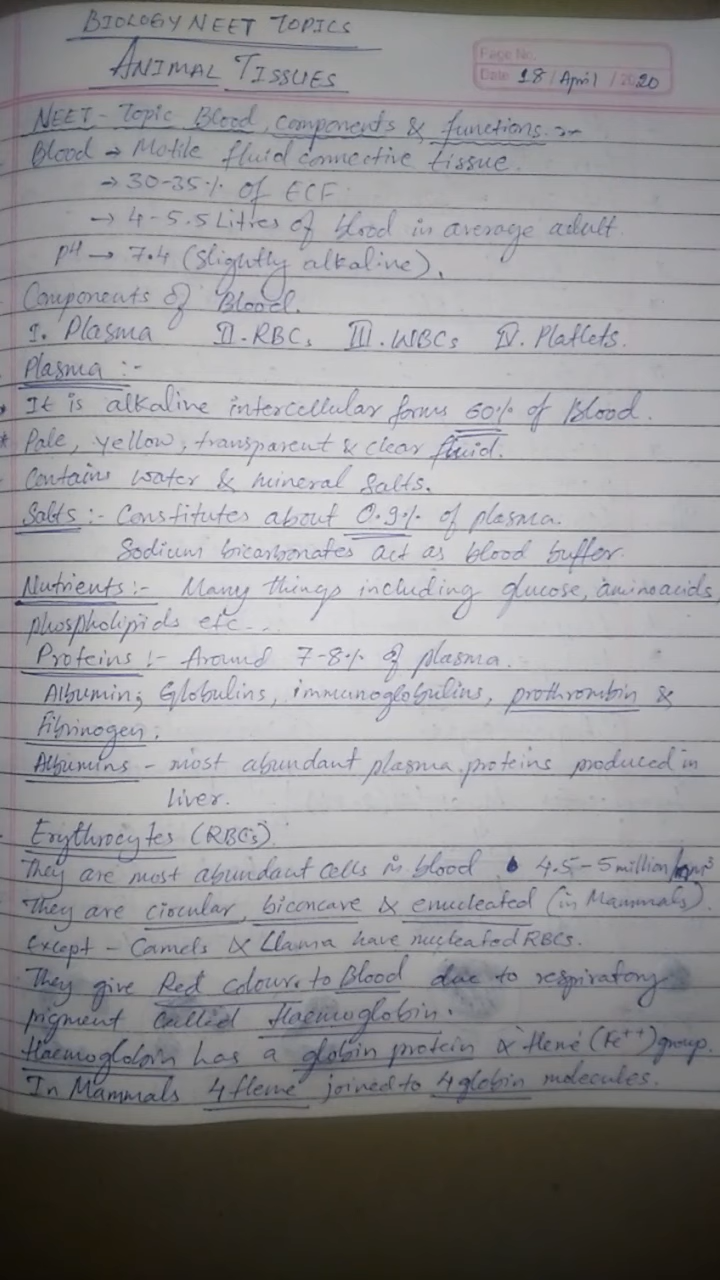 BIOLOGY NEET TOPICS
ANIMAL TISSUES
Page No.
Date 18 / April / 2020
NEET - Topic Blood, components & functions :-
Blood → Motile fluid connective tissue.
→ 30-35% of ECF
→ 4-5.5 Litres of blood in average adult.
pH → 7.4 (slightly alkaline).
Components of Blood.
I. Plasma II. RBCs III. WBCs IV. Platlets.
Plasma :-
It is alkaline intercellular forms 60% of Blood.
* Pale, yellow, transparent & clear fluid.
Contains water & mineral salts.
Salts :- Constitutes about 0.9% of plasma.
Sodium bicarbonates act as blood buffer.
Nutrients :- Many things including glucose, aminoacids,
phospholipids etc...
Proteins :- Around 7-8% of plasma.
Albumins, Globulins, immunoglobulins, prothrombin &
Fibrinogen.
Albumins - most abundant plasma proteins produced in
liver.
Erythrocytes (RBCs)
They are most abundant cells in blood 4.5-5 million/mm³
They are circular, biconcave & enucleated (in Mammals).
Except - Camels & Llama have nucleated RBCs.
They give Red colour to Blood due to respiratory
pigment called Haemoglobin.
Haemoglobin has a globin protein & Heme (Fe++) group.
In Mammals 4 Heme joined to 4 globin molecules.